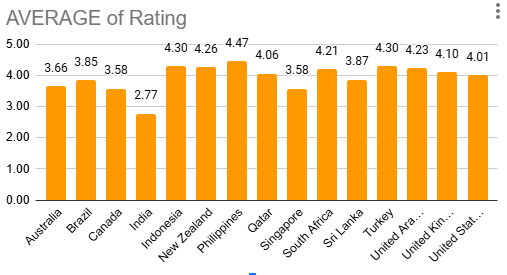 AVERAGE of Rating
5.00
4.00
3.00
2.00
1.00
0.00
3.66
3.85
3.58
2.77
4.30
4.26
4.47
4.06
3.58
4.21
3.87
4.30
4.23
4.10
4.01
Australia
Brazil
Canada
India
Indonesia
New Zealand
Philippines
Qatar
Singapore
South Africa
Sri Lanka
Turkey
United Ara…
United Kin…
United Stat…